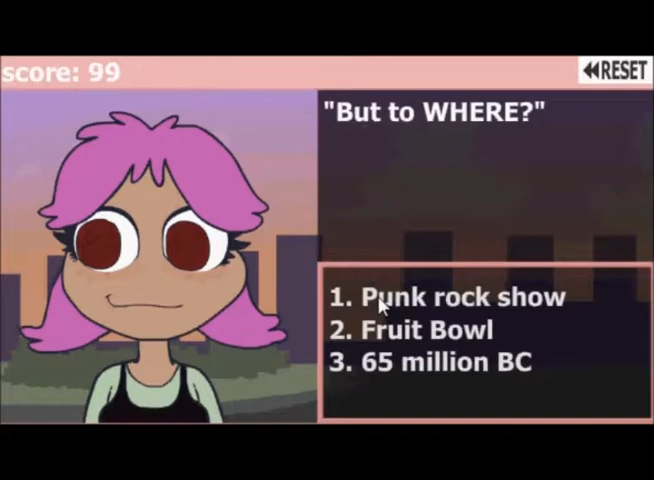 score: 99
RESET
"But to WHERE?"
1. Punk rock show
2. Fruit Bowl
3. 65 million BC